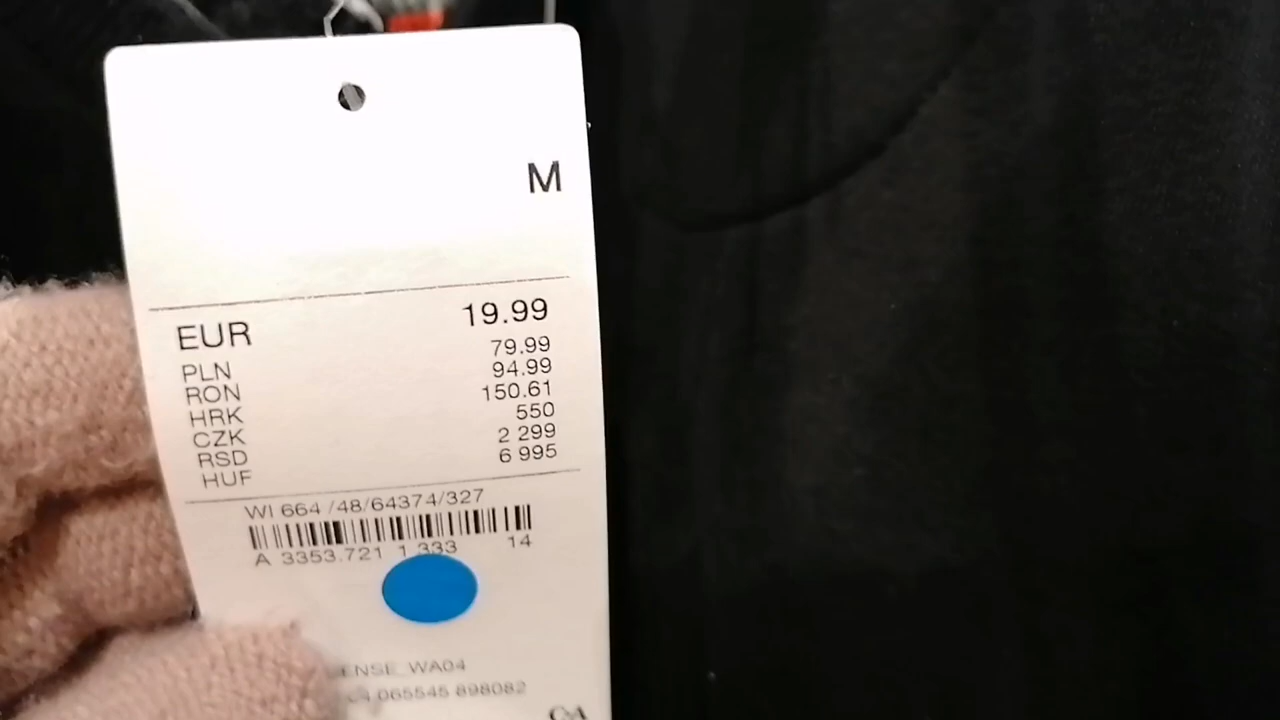 M
EUR 19.99
PLN 79.99
RON 94.99
HRK 150.61
CZK 550
RSD 2 299
HUF 6 995
WI 664 /48/64374/327
A 3353.721 1 333 14
WA04
065545 898082
C&A